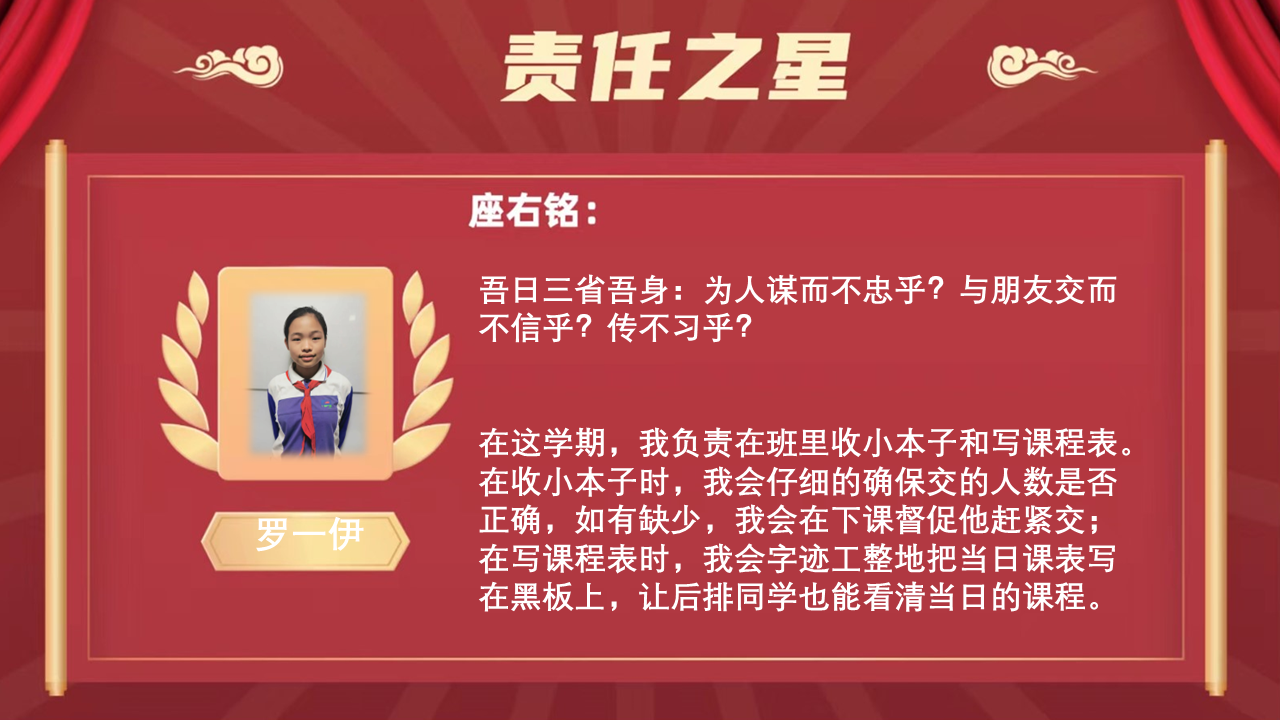 责任之星
座右铭：
吾日三省吾身：为人谋而不忠乎？与朋友交而
不信乎？传不习乎？
在这学期，我负责在班里收小本子和写课程表。
在收小本子时，我会仔细的确保交的人数是否
正确，如有缺少，我会在下课督促他赶紧交；
在写课程表时，我会字迹工整地把当日课表写
在黑板上，让后排同学也能看清当日的课程。
罗一伊